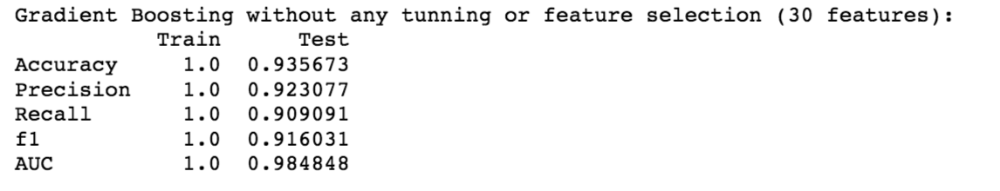 Gradient Boosting without any tunning or feature selection (30 features):
Train Test
Accuracy 1.0 0.935673
Precision 1.0 0.923077
Recall 1.0 0.909091
f1 1.0 0.916031
AUC 1.0 0.984848